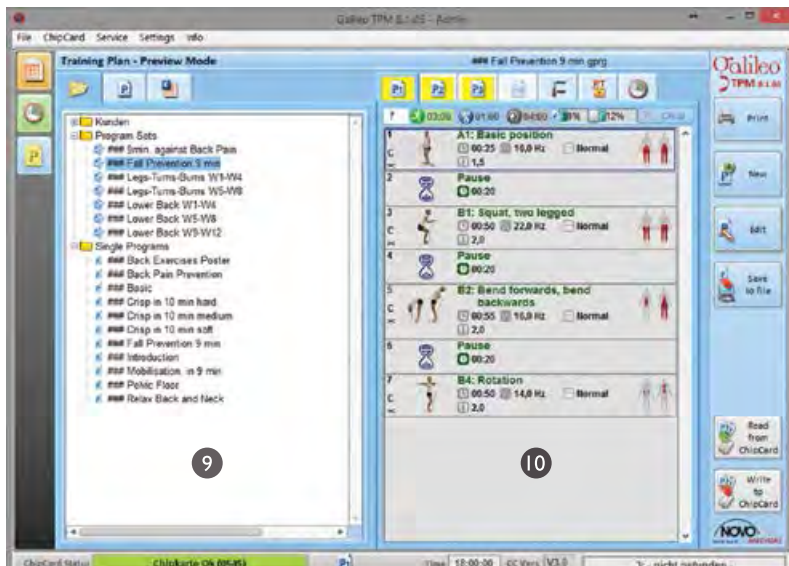 Galileo TPM 8.1.05 - Admin
File ChipCard Service Settings Info
Training Plan - Preview Mode
### Fall Prevention 9 min.gprg
Galileo
TPM 8.1.05
P P1 P2 P3
? 03:00 01:00 04:00 38% 12%
Kunden
Program Sets
### 5min. against Back Pain
### Fall Prevention 9 min
### Legs-Tums-Bums W1-W4
### Legs-Tums-Bums W5-W8
### Lower Back W1-W4
### Lower Back W5-W8
### Lower Back W9-W12
Single Programs
### Back Exercises Poster
### Back Pain Prevention
### Basic
### Crisp in 10 min hard
### Crisp in 10 min medium
### Crisp in 10 min soft
### Fall Prevention 9 min
### Introduction
### Mobilisation in 9 min
### Pelvic Floor
### Relax Back and Neck
9
1 A1: Basic position
C 00:25 16,0 Hz Normal
1,5
2 Pause
00:20
3 B1: Squat, two legged
C 00:50 22,0 Hz Normal
2,0
4 Pause
00:20
5 B2: Bend forwards, bend
backwards
C 00:55 16,0 Hz Normal
2,0
6 Pause
00:20
7 B4: Rotation
C 00:50 14,0 Hz Normal
2,0
10
Print
New
Edit
Save
to file
Read
from
ChipCard
Write
to
ChipCard
NOVO
ChipCard Status Chipkarte Ok P1 Time 18:00:00 CC Vers. V3.0 nicht gefunden